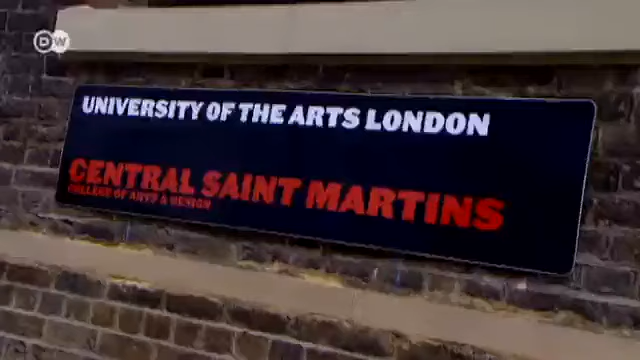 DW
UNIVERSITY OF THE ARTS LONDON
CENTRAL SAINT MARTINS
COLLEGE OF ARTS & DESIGN